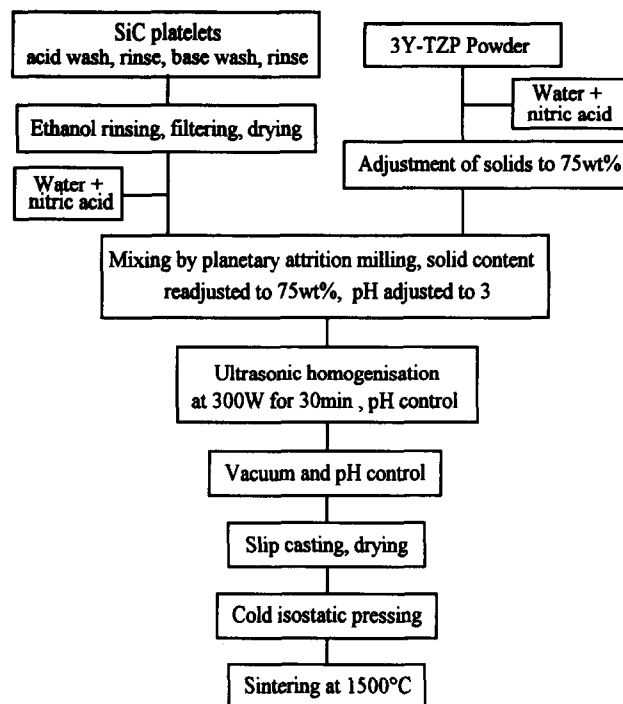 SiC platelets
acid wash, rinse, base wash, rinse
3Y-TZP Powder
Water +
nitric acid
Ethanol rinsing, filtering, drying
Adjustment of solids to 75wt%
Water +
nitric acid
Mixing by planetary attrition milling, solid content
readjusted to 75wt%, pH adjusted to 3
Ultrasonic homogenisation
at 300W for 30min , pH control
Vacuum and pH control
Slip casting, drying
Cold isostatic pressing
Sintering at 1500°C